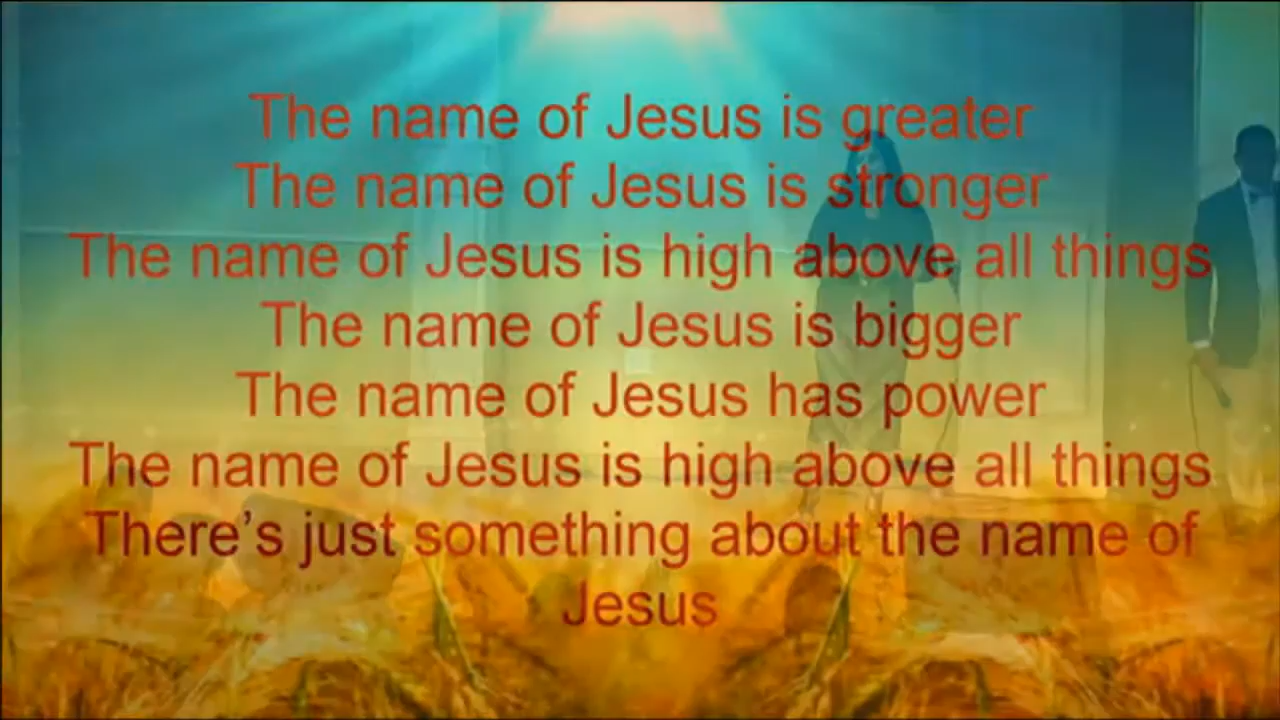 The name of Jesus is greater
The name of Jesus is stronger
The name of Jesus is high above all things
The name of Jesus is bigger
The name of Jesus has power
The name of Jesus is high above all things
There’s just something about the name of
Jesus